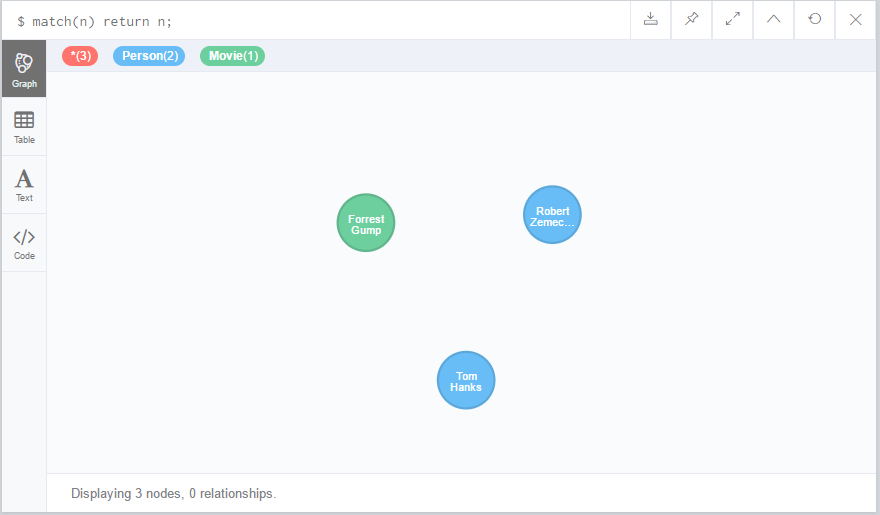 $ match(n) return n;
*(3) Person(2) Movie(1)
Graph
Table
Text
Code
Forrest
Gump
Robert
Zemec...
Tom
Hanks
Displaying 3 nodes, 0 relationships.